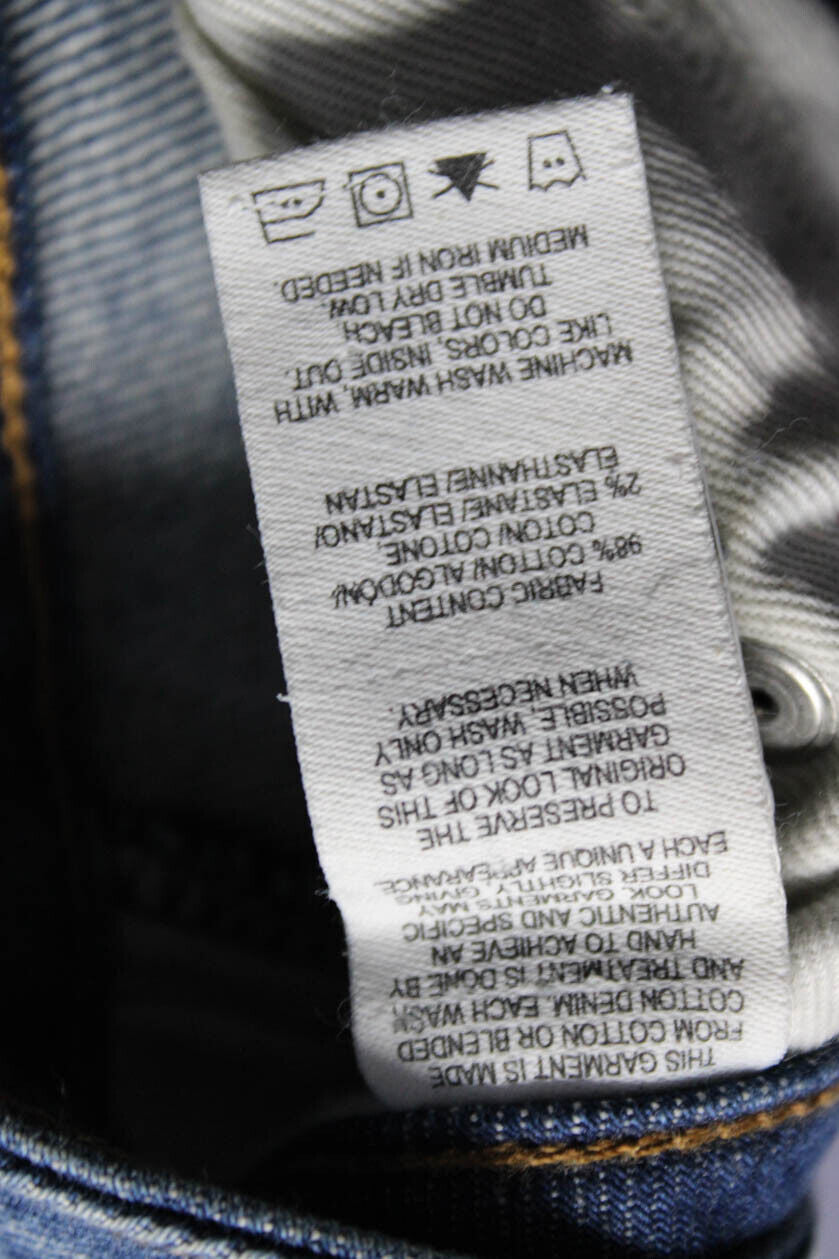 THIS GARMENT IS MADE
FROM COTTON OR BLENDED
COTTON DENIM. EACH WASH
AND TREATMENT IS DONE BY
HAND TO ACHIEVE AN
AUTHENTIC AND SPECIFIC
LOOK. GARMENTS MAY
DIFFER SLIGHTLY, GIVING
EACH A UNIQUE APPEARANCE.
TO PRESERVE THE
ORIGINAL LOOK OF THIS
GARMENT AS LONG AS
POSSIBLE, WASH ONLY
WHEN NECESSARY.
FABRIC CONTENT
98% COTTON/ ALGODÓN/
COTON/ COTONE
2% ELASTANE/ ELASTANO/
ÉLASTHANNE/ ELASTAN
MACHINE WASH WARM, WITH
LIKE COLORS, INSIDE OUT.
DO NOT BLEACH
TUMBLE DRY LOW.
MEDIUM IRON IF NEEDED.